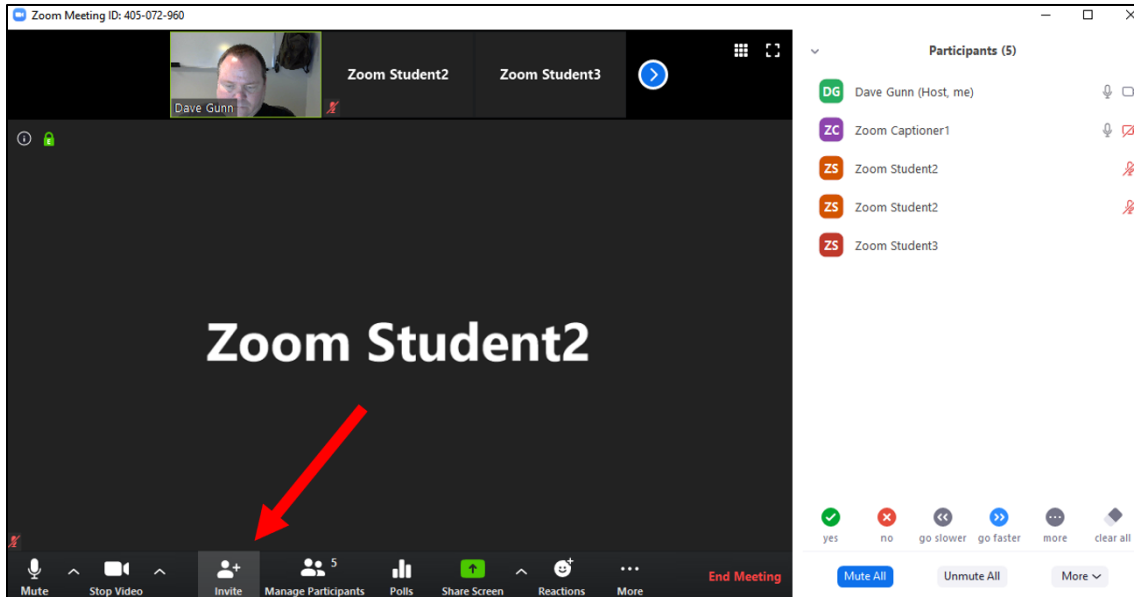 Zoom Meeting ID: 405-072-960
Dave Gunn
Zoom Student2
Zoom Student3
E
Zoom Student2
Mute
Stop Video
Invite
5
Manage Participants
Polls
Share Screen
Reactions
More
End Meeting
Participants (5)
DG Dave Gunn (Host, me)
ZC Zoom Captioner1
ZS Zoom Student2
ZS Zoom Student2
ZS Zoom Student3
yes no go slower go faster more clear all
Mute All Unmute All More